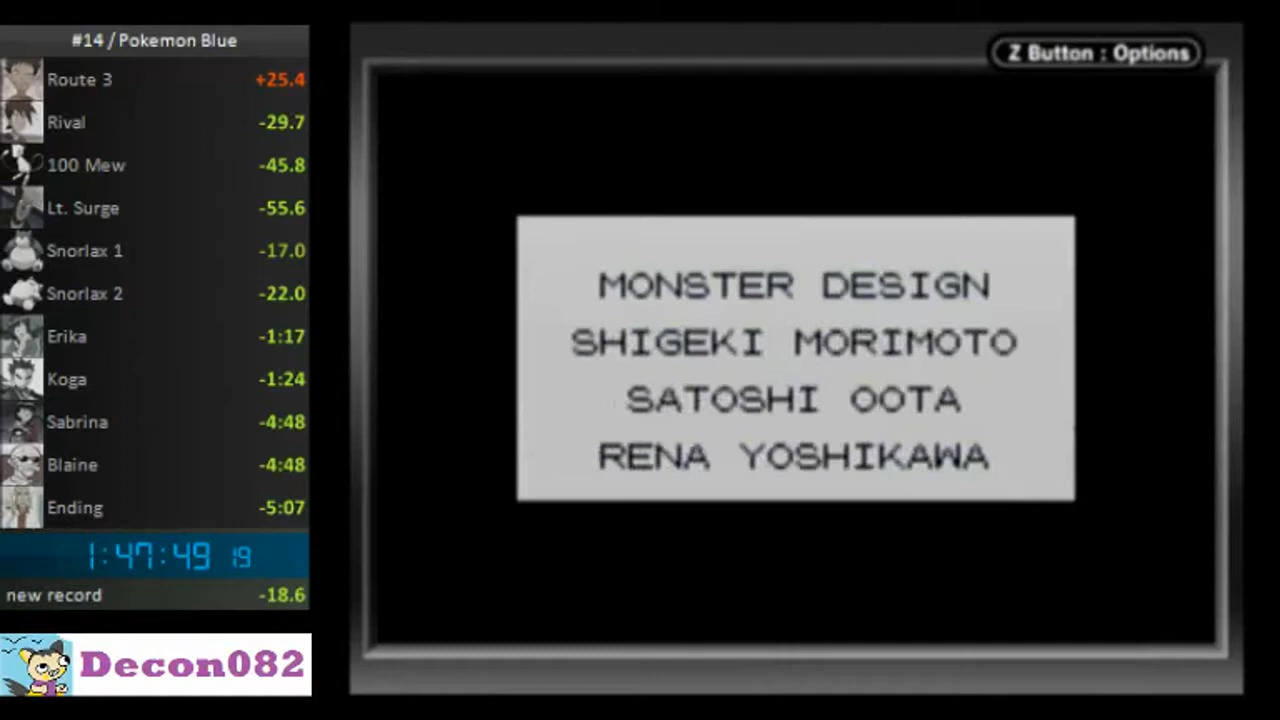 #14 / Pokemon Blue
Route 3 +25.4
Rival -29.7
100 Mew -45.8
Lt. Surge -55.6
Snorlax 1 -17.0
Snorlax 2 -22.0
Erika -1:17
Koga -1:24
Sabrina -4:48
Blaine -4:48
Ending -5:07
1:47:49 19
new record -18.6
Decon082
Z Button : Options
MONSTER DESIGN
SHIGEKI MORIMOTO
SATOSHI OOTA
RENA YOSHIKAWA